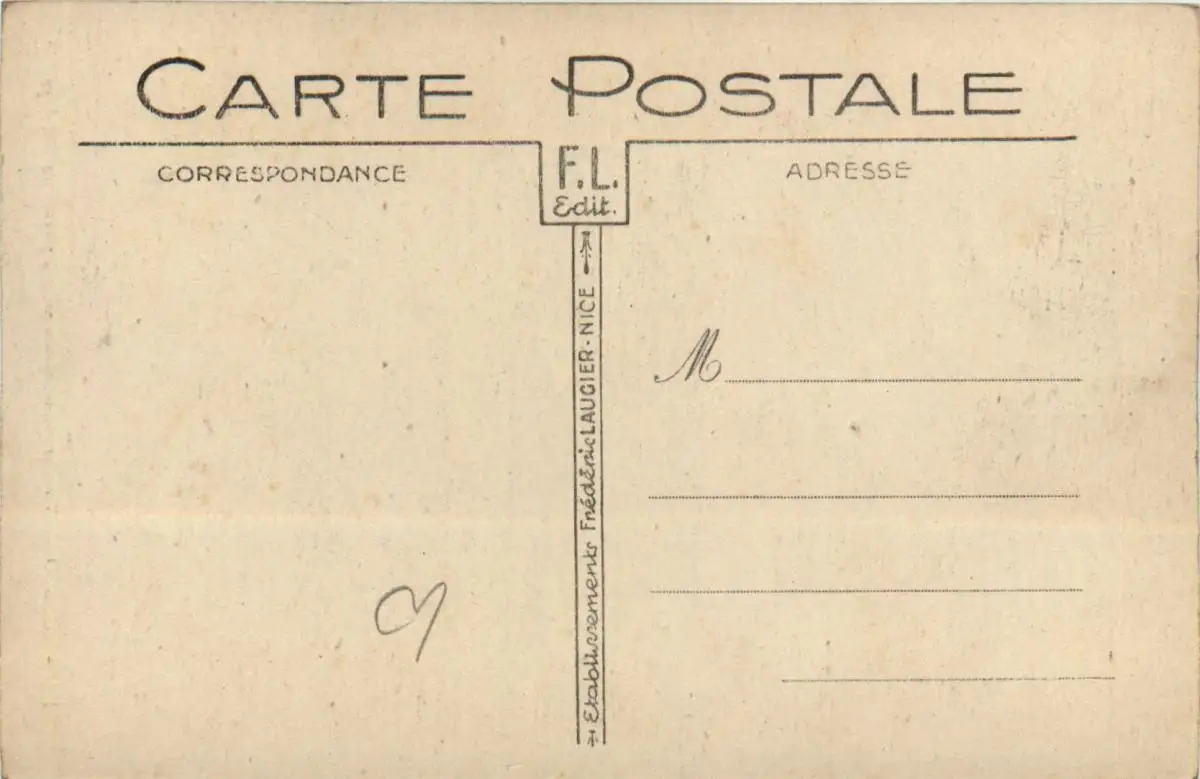 CARTE POSTALE
CORRESPONDANCE
F.L.
Edit.
ADRESSE
Etablissements Frédéric LAUGIER - NICE
M